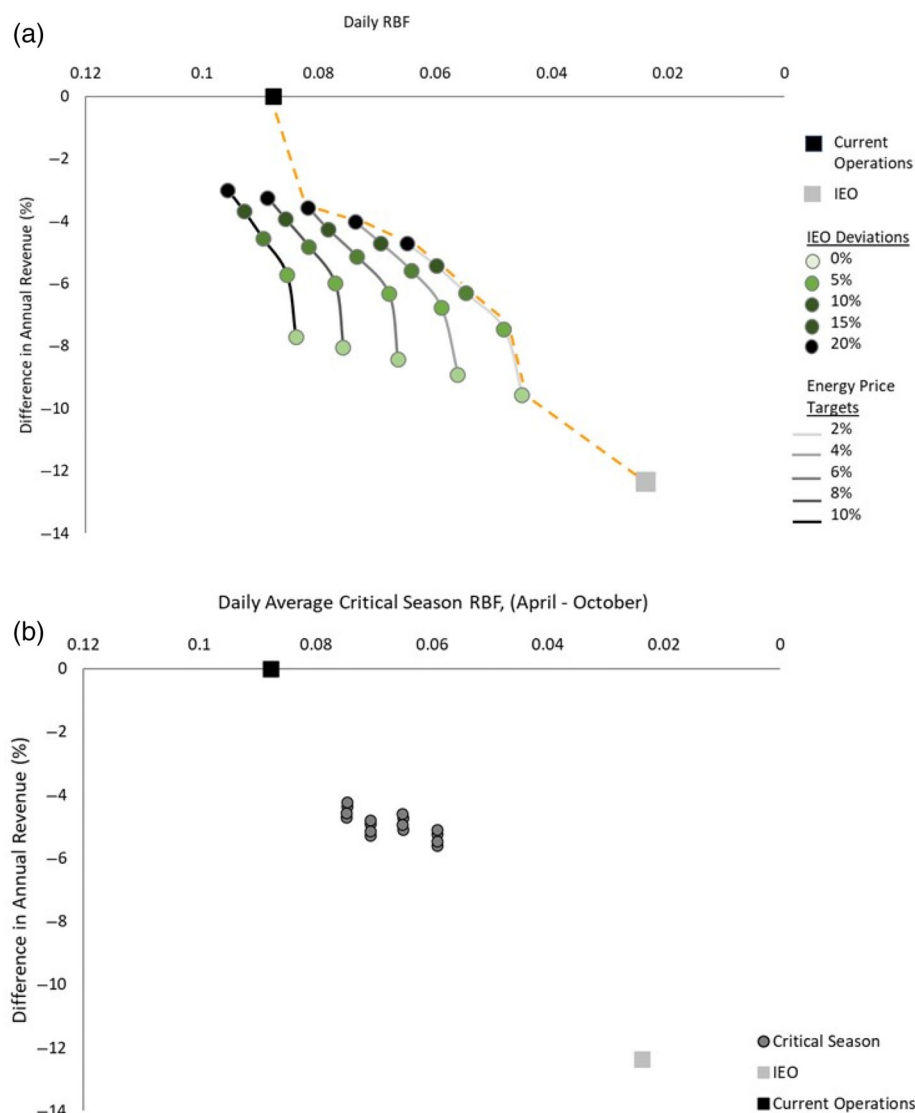 (a)
Daily RBF
0.12 0.1 0.08 0.06 0.04 0.02 0
0
−2
−4
−6
−8
−10
−12
−14
Difference in Annual Revenue (%)
Current
Operations
IEO
IEO Deviations
0%
5%
10%
15%
20%
Energy Price
Targets
2%
4%
6%
8%
10%
(b)
Daily Average Critical Season RBF, (April - October)
0.12 0.1 0.08 0.06 0.04 0.02 0
0
−2
−4
−6
−8
−10
−12
−14
Difference in Annual Revenue (%)
Critical Season
IEO
Current Operations